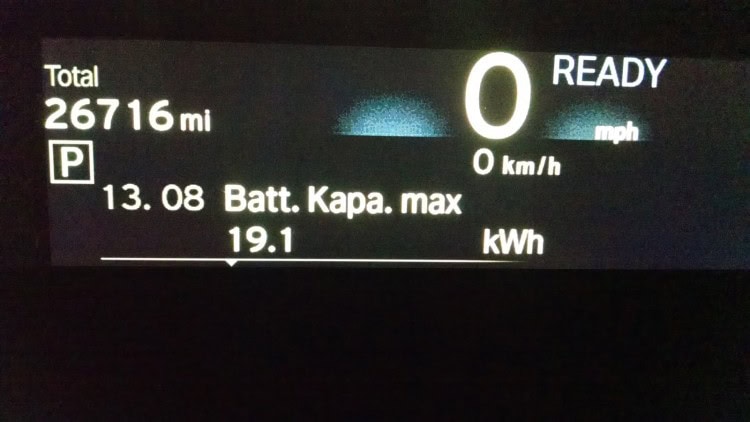 Total
26716 mi
0 READY
mph
P
0 km/h
13. 08 Batt. Kapa. max
19.1 kWh